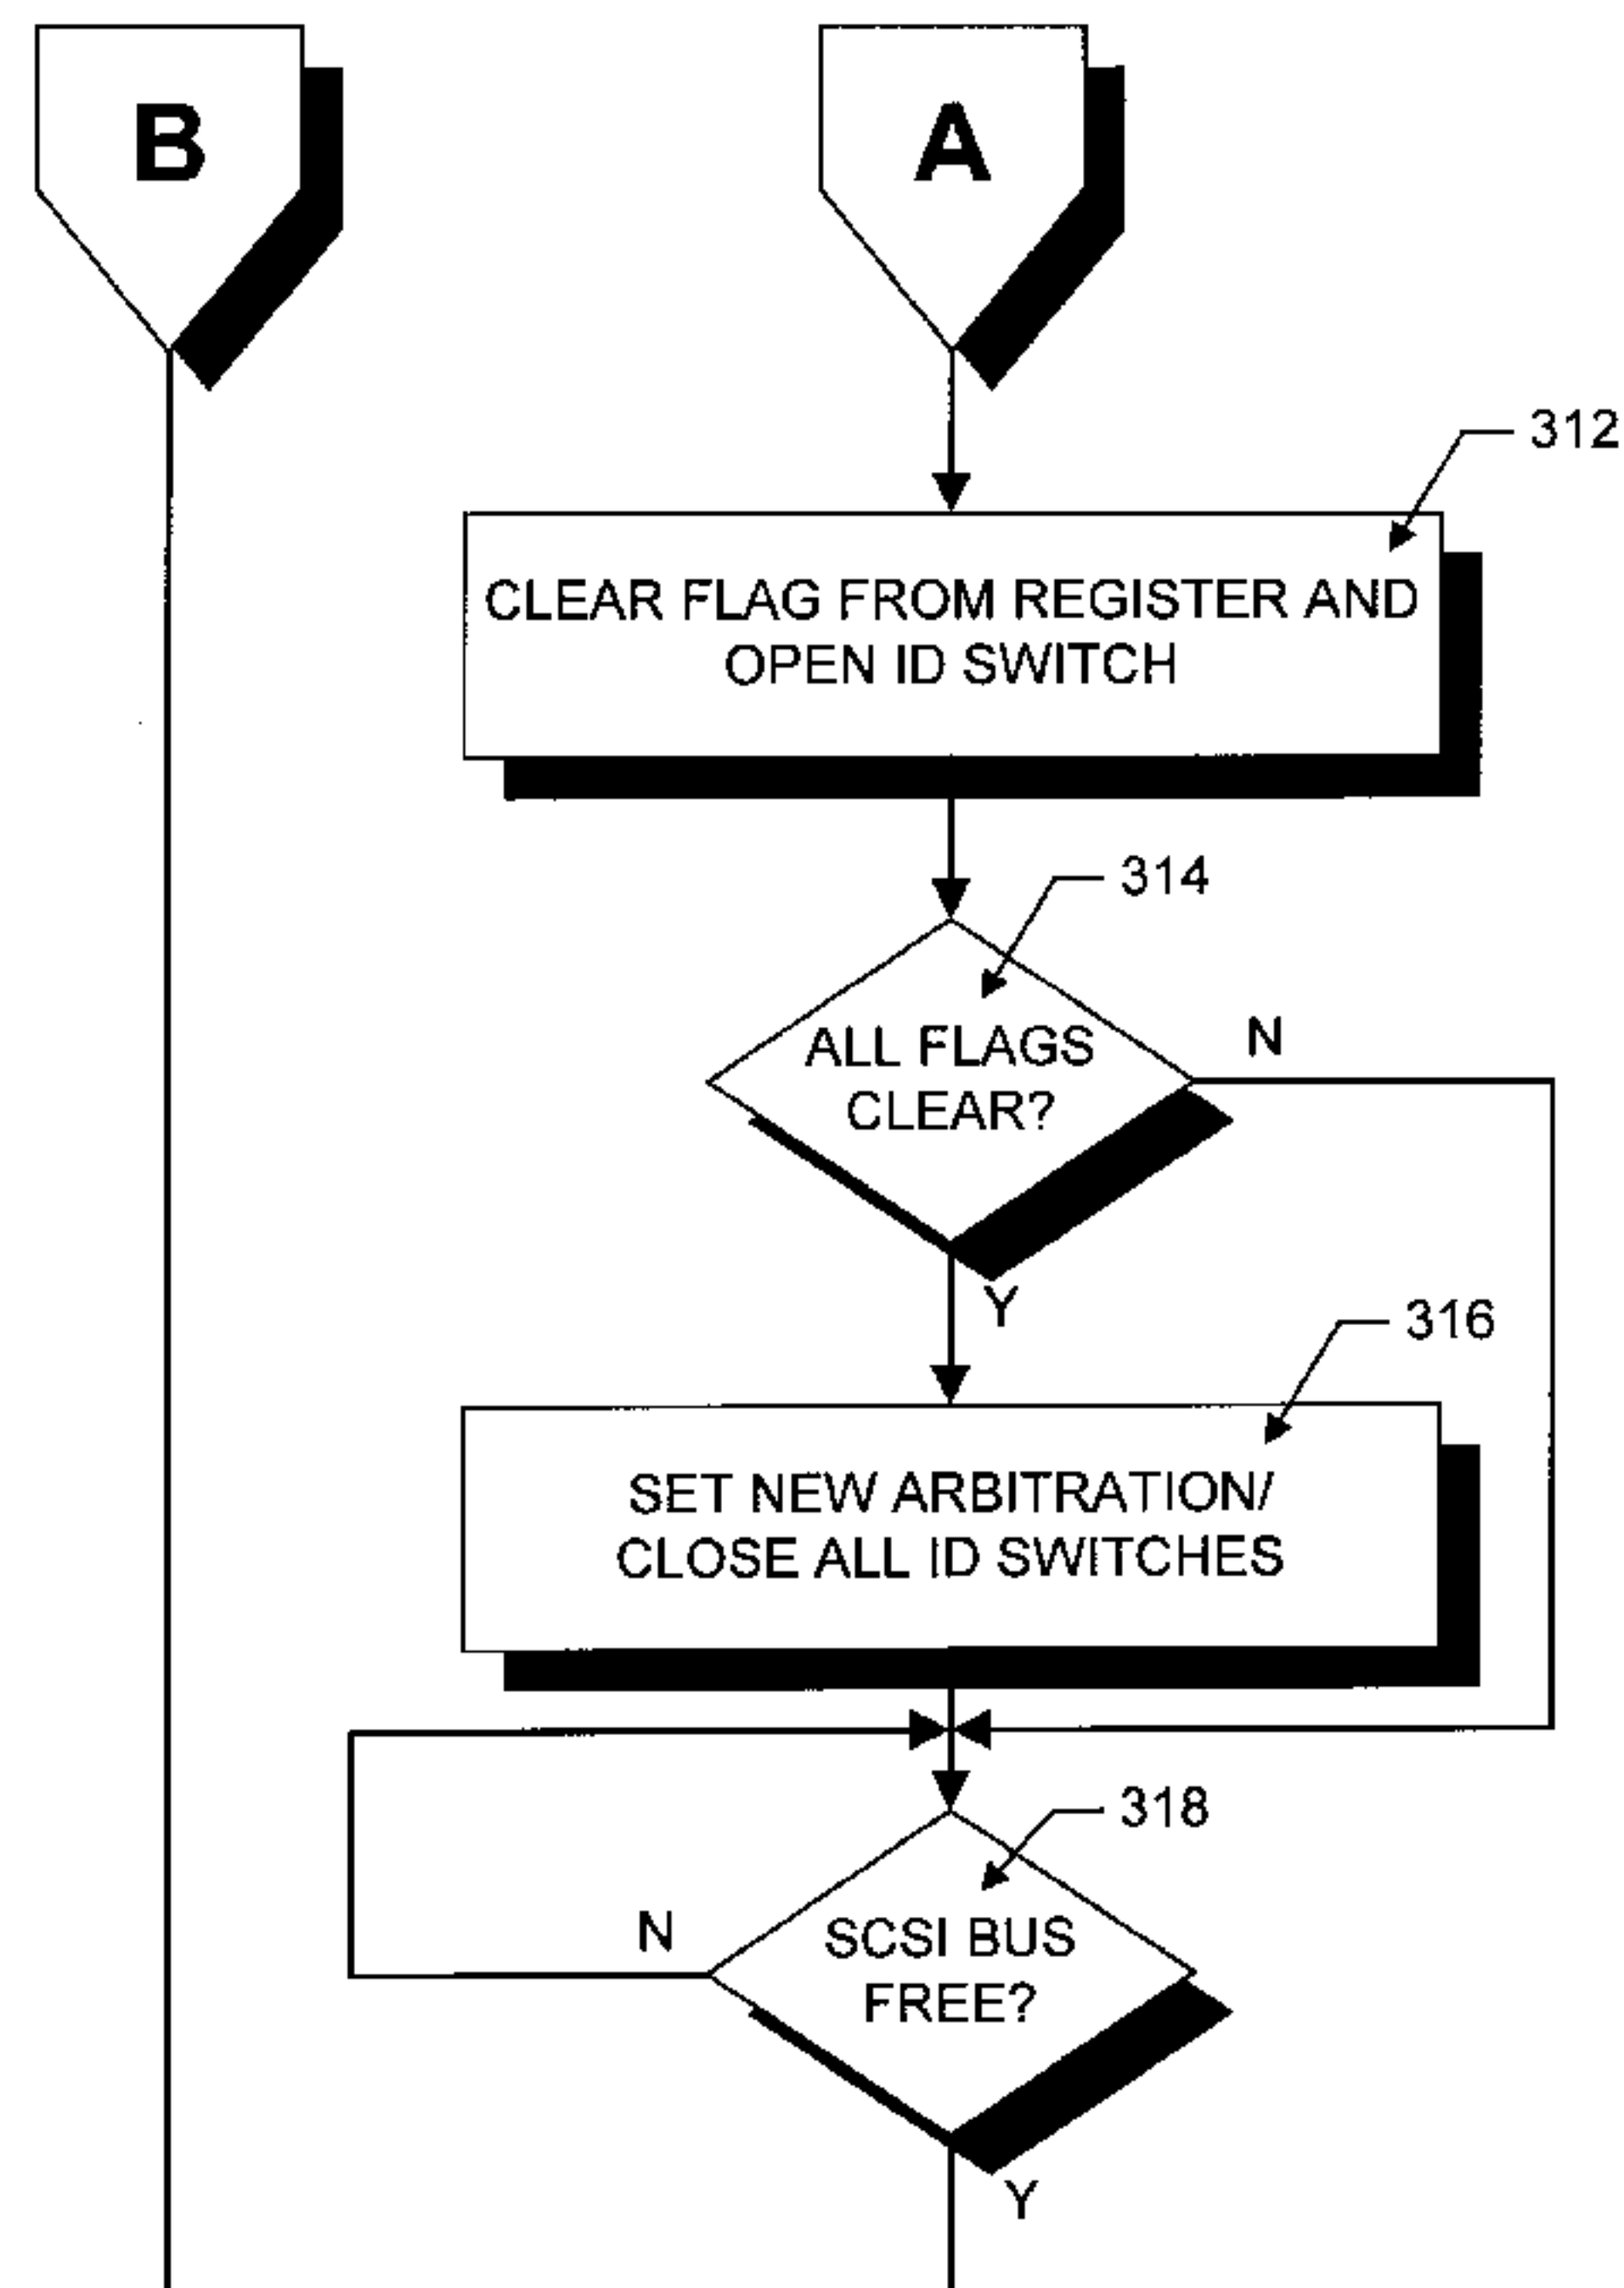 B
A
312
CLEAR FLAG FROM REGISTER AND
OPEN ID SWITCH
314
ALL FLAGS
CLEAR?
N
Y
316
SET NEW ARBITRATION/
CLOSE ALL ID SWITCHES
318
N
SCSI BUS
FREE?
Y